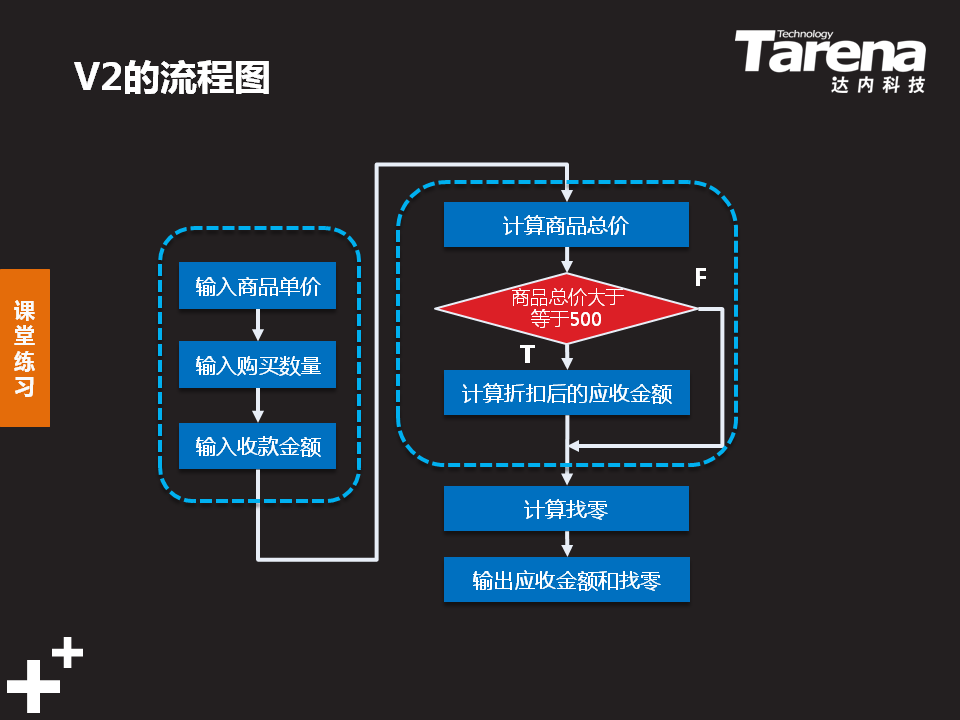 V2的流程图
Technology
Tarena
达内科技
课
堂
练
习
输入商品单价
输入购买数量
输入收款金额
计算商品总价
商品总价大于
等于500
F
T
计算折扣后的应收金额
计算找零
输出应收金额和找零